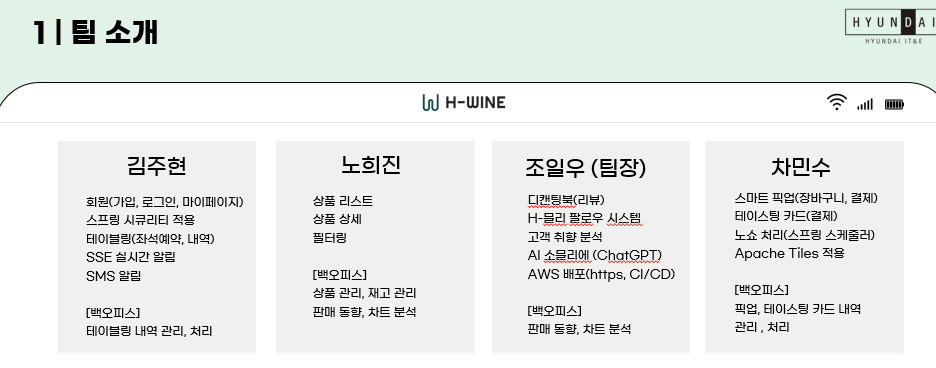 1 | 팀 소개
HYUNDAI
HYUNDAI IT&E
H-WINE
김주현
회원(가입, 로그인, 마이페이지)
스프링 시큐리티 적용
테이블링(좌석예약, 내역)
SSE 실시간 알림
SMS 알림
[백오피스]
테이블링 내역 관리, 처리
노희진
상품 리스트
상품 상세
필터링
[백오피스]
상품 관리, 재고 관리
판매 동향, 차트 분석
조일우 (팀장)
디캔팅북(리뷰)
H-믈리 팔로우 시스템
고객 취향 분석
AI 소믈리에 (ChatGPT)
AWS 배포(https, CI/CD)
[백오피스]
판매 동향, 차트 분석
차민수
스마트 픽업(장바구니, 결제)
테이스팅 카드(결제)
노쇼 처리(스프링 스케줄러)
Apache Tiles 적용
[백오피스]
픽업, 테이스팅 카드 내역
관리 , 처리